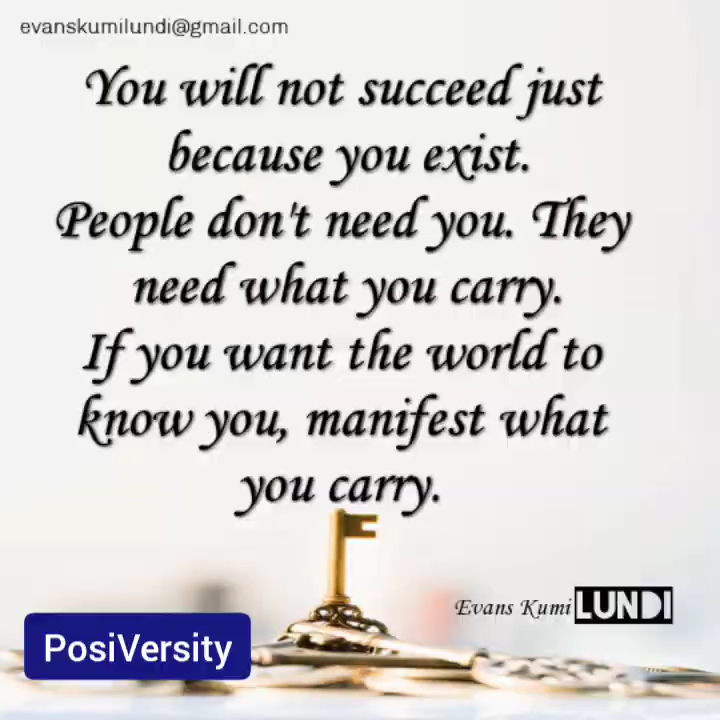 evanskumilundi@gmail.com
You will not succeed just
because you exist.
People don't need you. They
need what you carry.
If you want the world to
know you, manifest what
you carry.
Evans Kumi LUNDI
PosiVersity